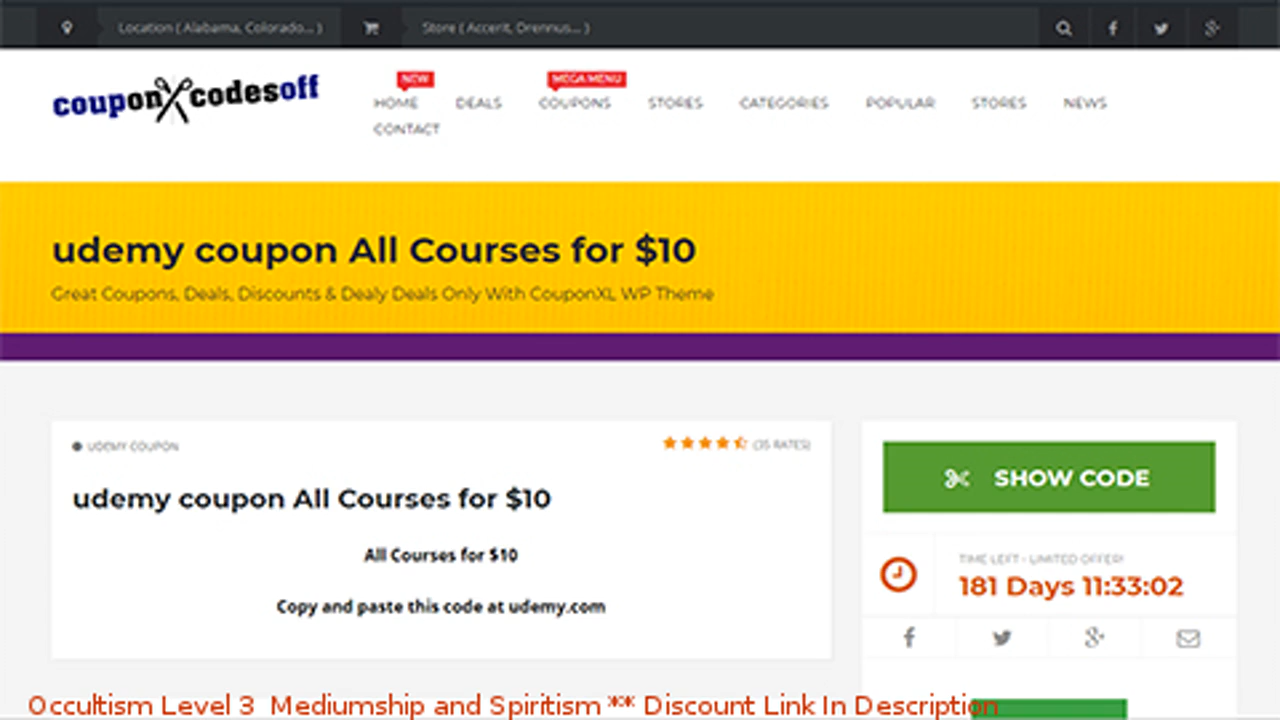 Location ( Alabama, Colorado... )
Store ( Accent, Drennus... )
couponXcodesoff
NEW
MEGA MENU
HOME DEALS COUPONS STORES CATEGORIES POPULAR STORES NEWS
CONTACT
udemy coupon All Courses for $10
Great Coupons, Deals, Discounts & Dealy Deals Only With CouponXL WP Theme
UDEMY COUPON
(35 RATES)
udemy coupon All Courses for $10
All Courses for $10
Copy and paste this code at udemy.com
SHOW CODE
TIME LEFT - LIMITED OFFER!
181 Days 11:33:02
Occultism Level 3 Mediumship and Spiritism ** Discount Link In Description